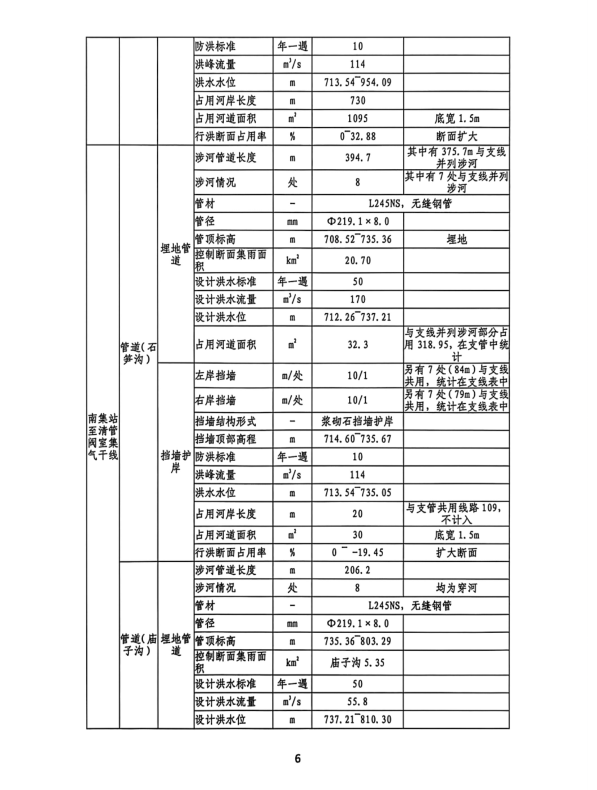 防洪标准 年一遇 10
洪峰流量 m³/s 114
洪水水位 m 713.54~954.09
占用河岸长度 m 730
占用河道面积 m² 1095 底宽 1.5m
行洪断面占用率 % 0~32.88 断面扩大
南集站至清管阀室集气干线
管道(石笋沟)
埋地管道
涉河管道长度 m 394.7 其中有 375.7m 与支线并列涉河
涉河情况 处 8 其中有 7 处与支线并列涉河
管材 - L245NS, 无缝钢管
管径 mm Φ219.1×8.0
管顶标高 m 708.52~735.36 埋地
控制断面集雨面积 km² 20.70
设计洪水标准 年一遇 50
设计洪水流量 m³/s 170
设计洪水位 m 712.26~737.21
占用河道面积 m² 32.3 与支线并列涉河部分占用 318.95, 在支管中统计
挡墙护岸
左岸挡墙 m/处 10/1 另有 7 处(84m)与支线共用, 统计在支线表中
右岸挡墙 m/处 10/1 另有 7 处(79m)与支线共用, 统计在支线表中
挡墙结构形式 - 浆砌石挡墙护岸
挡墙顶部高程 m 714.60~735.67
防洪标准 年一遇 10
洪峰流量 m³/s 114
洪水水位 m 713.54~735.05
占用河岸长度 m 20 与支管共用线路 109, 不计入
占用河道面积 m² 30 底宽 1.5m
行洪断面占用率 % 0 ~ -19.45 扩大断面
管道(庙子沟)
埋地管道
涉河管道长度 m 206.2
涉河情况 处 8 均为穿河
管材 - L245NS, 无缝钢管
管径 mm Φ219.1×8.0
管顶标高 m 735.36~803.29
控制断面集雨面积 km² 庙子沟 5.35
设计洪水标准 年一遇 50
设计洪水流量 m³/s 55.8
设计洪水位 m 737.21~810.30
6